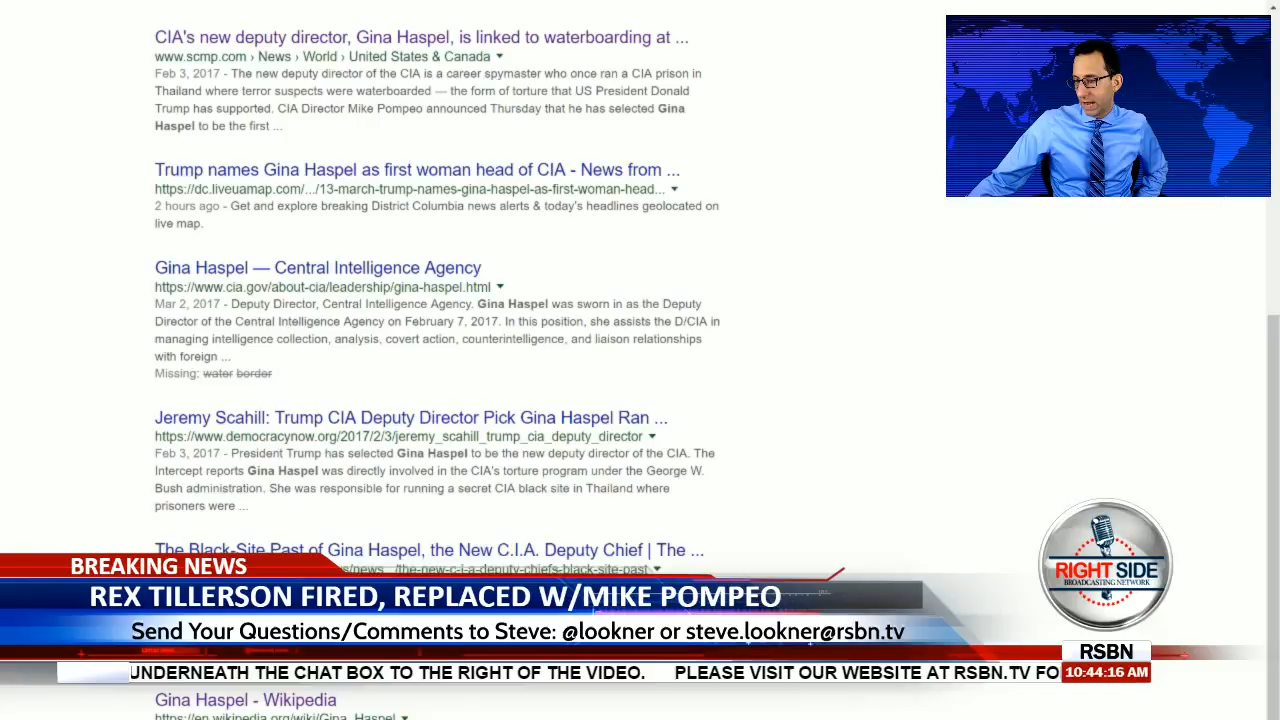 CIA's new deputy director, Gina Haspel, is linked to waterboarding at ...
www.scmp.com › News › World › United States & Canada
Feb 3, 2017 - The new deputy director of the CIA is a career spymaster who once ran a CIA prison in
Thailand where terror suspects were waterboarded — the form of torture that US President Donald
Trump has supported. CIA Director Mike Pompeo announced Thursday that he has selected Gina
Haspel to be the first ...
Trump names Gina Haspel as first woman head of CIA - News from ...
https://dc.liveuamap.com/.../13-march-trump-names-gina-haspel-as-first-woman-head...
2 hours ago - Get and explore breaking District Columbia news alerts & today's headlines geolocated on
live map.
Gina Haspel — Central Intelligence Agency
https://www.cia.gov/about-cia/leadership/gina-haspel.html
Mar 2, 2017 - Deputy Director, Central Intelligence Agency. Gina Haspel was sworn in as the Deputy
Director of the Central Intelligence Agency on February 7, 2017. In this position, she assists the D/CIA in
managing intelligence collection, analysis, covert action, counterintelligence, and liaison relationships
with foreign ...
Missing: water border
Jeremy Scahill: Trump CIA Deputy Director Pick Gina Haspel Ran ...
https://www.democracynow.org/2017/2/3/jeremy_scahill_trump_cia_deputy_director
Feb 3, 2017 - President Trump has selected Gina Haspel to be the new deputy director of the CIA. The
Intercept reports Gina Haspel was directly involved in the CIA's torture program under the George W.
Bush administration. She was responsible for running a secret CIA black site in Thailand where
prisoners were ...
The Black-Site Past of Gina Haspel, the New C.I.A. Deputy Chief | The ...
s/news.../the-new-c-i-a-deputy-chiefs-black-site-past
BREAKING NEWS
REX TILLERSON FIRED, REPLACED W/MIKE POMPEO
Send Your Questions/Comments to Steve: @lookner or steve.lookner@rsbn.tv
RIGHT SIDE
BROADCASTING NETWORK
RSBN
10:44:16 AM
UNDERNEATH THE CHAT BOX TO THE RIGHT OF THE VIDEO. PLEASE VISIT OUR WEBSITE AT RSBN.TV FO
Gina Haspel - Wikipedia
https://en.wikipedia.org/wiki/Gina_Haspel